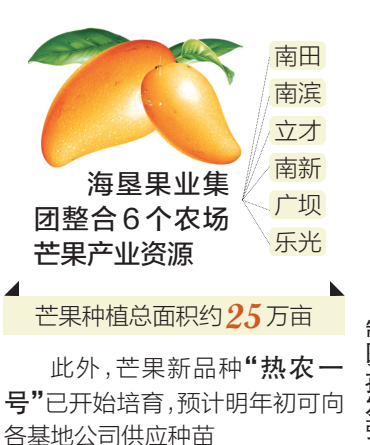 南田
南滨
立才
南新
广坝
乐光
海垦果业集
团整合6个农场
芒果产业资源
芒果种植总面积约25万亩
此外,芒果新品种“热农一
号”已开始培育,预计明年初可向
各基地公司供应种苗